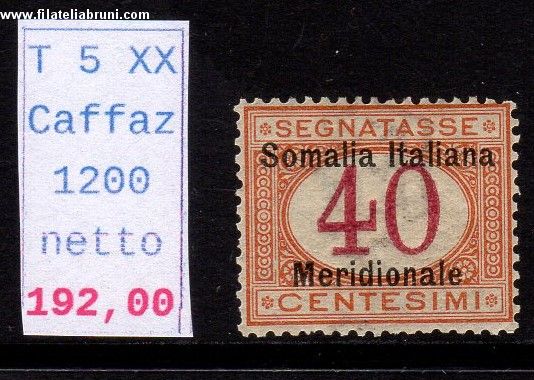 www.filateliabruni.com
T 5 XX
Caffaz
1200
netto
192,00
SEGNATASSE
Somalia Italiana
40
Meridionale
CENTESIMI